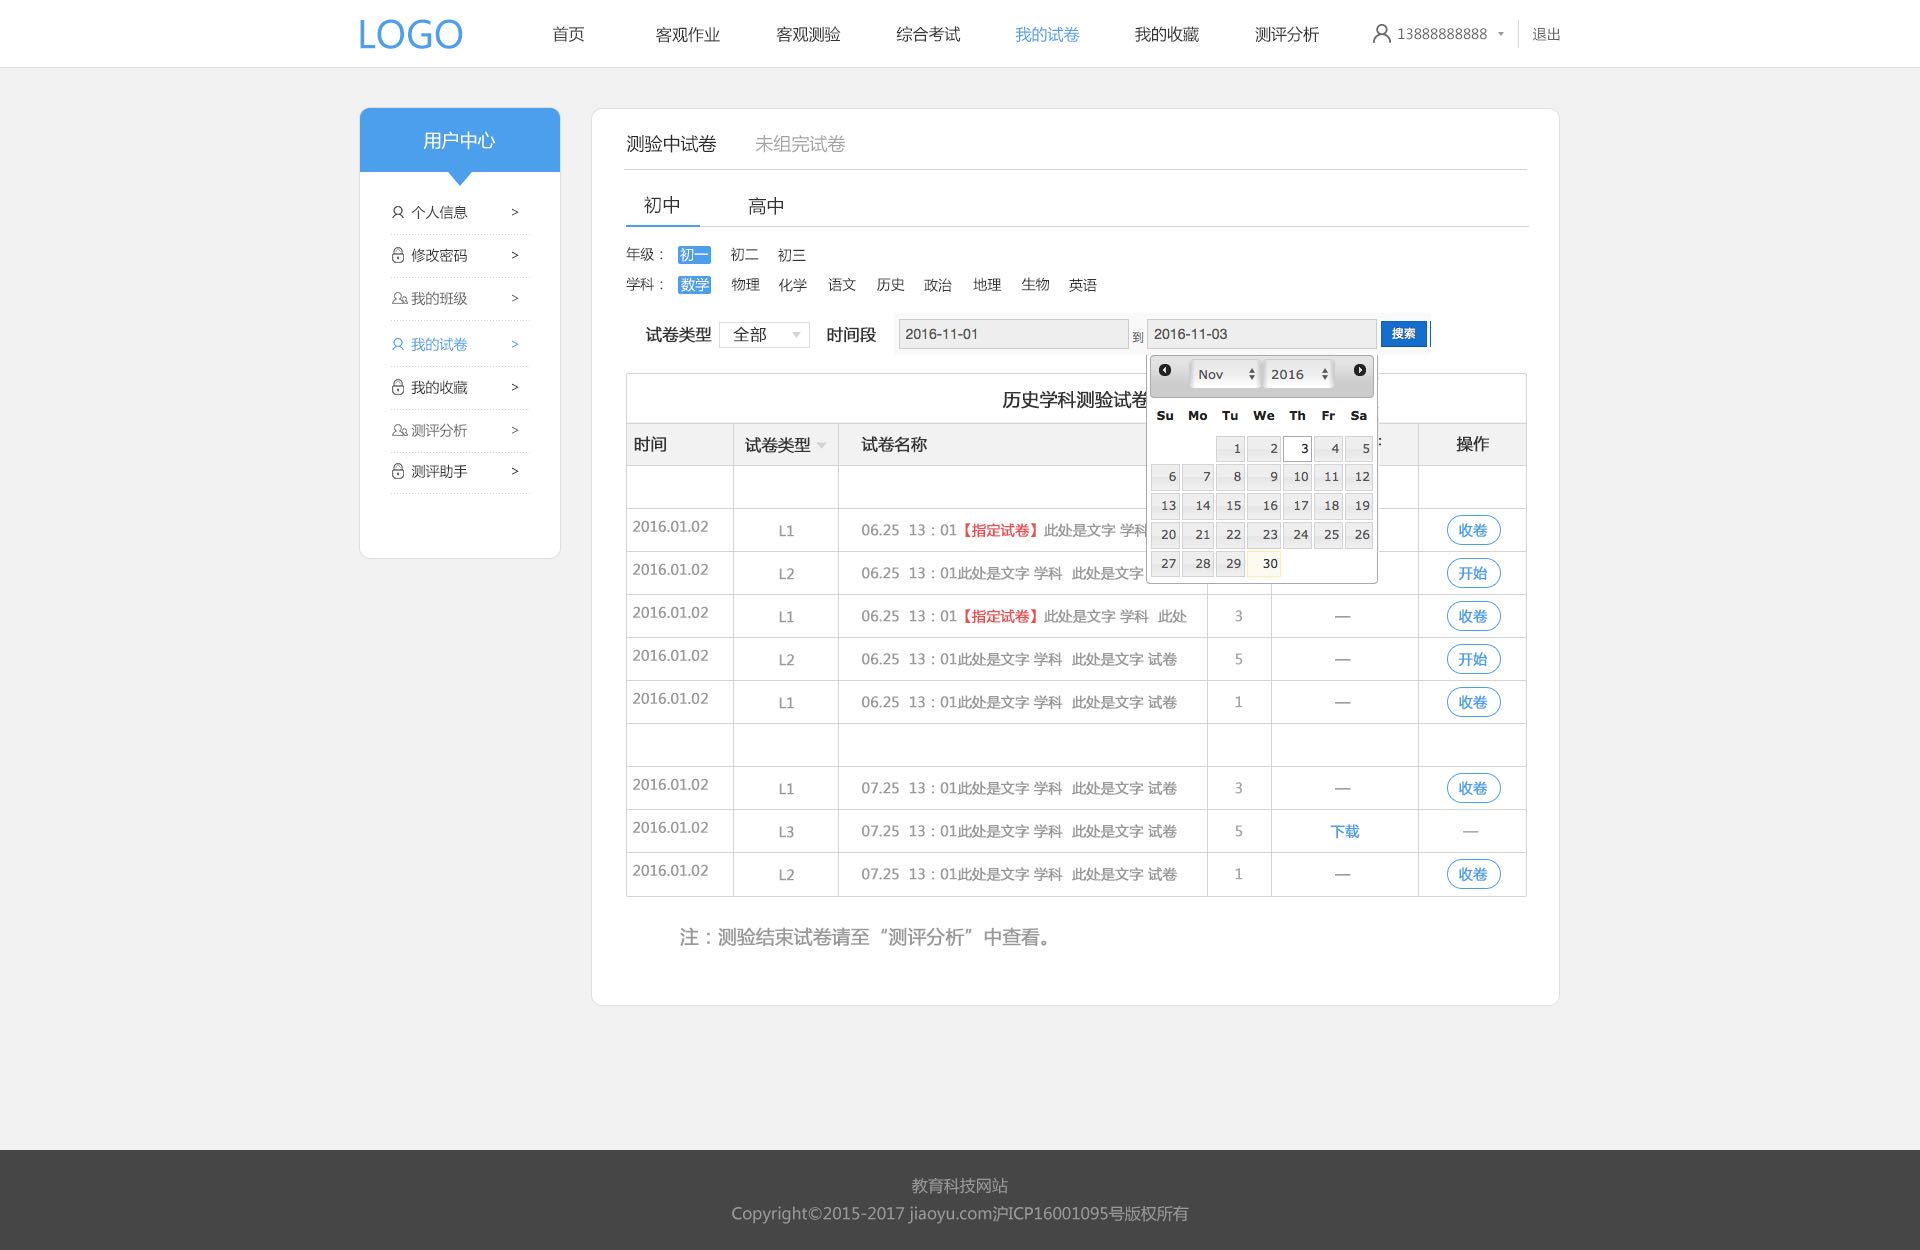 LOGO 首页 客观作业 客观测验 综合考试 我的试卷 我的收藏 测评分析 13888888888 退出
用户中心
个人信息 >
修改密码 >
我的班级 >
我的试卷 >
我的收藏 >
测评分析 >
测评助手 >
测验中试卷 未组完试卷
初中 高中
年级： 初一 初二 初三
学科： 数学 物理 化学 语文 历史 政治 地理 生物 英语
试卷类型 全部 时间段 2016-11-01 到 2016-11-03 搜索
Nov 2016
Su Mo Tu We Th Fr Sa
1 2 3 4 5
6 7 8 9 10 11 12
13 14 15 16 17 18 19
20 21 22 23 24 25 26
27 28 29 30
历史学科测验试卷
时间 试卷类型 试卷名称 操作
2016.01.02 L1 06.25 13：01【指定试卷】此处是文字 学科 收卷
2016.01.02 L2 06.25 13：01此处是文字 学科 此处是文字 开始
2016.01.02 L1 06.25 13：01【指定试卷】此处是文字 学科 此处 3 — 收卷
2016.01.02 L2 06.25 13：01此处是文字 学科 此处是文字 试卷 5 — 开始
2016.01.02 L1 06.25 13：01此处是文字 学科 此处是文字 试卷 1 — 收卷
2016.01.02 L1 07.25 13：01此处是文字 学科 此处是文字 试卷 3 — 收卷
2016.01.02 L3 07.25 13：01此处是文字 学科 此处是文字 试卷 5 下载 —
2016.01.02 L2 07.25 13：01此处是文字 学科 此处是文字 试卷 1 — 收卷
注：测验结束试卷请至“测评分析”中查看。
教育科技网站
Copyright©2015-2017 jiaoyu.com沪ICP16001095号版权所有